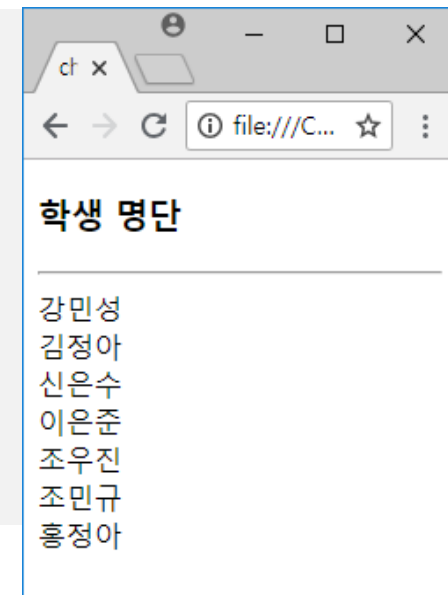 ch
file:///C...
학생 명단
강민성
김정아
신은수
이은준
조우진
조민규
홍정아